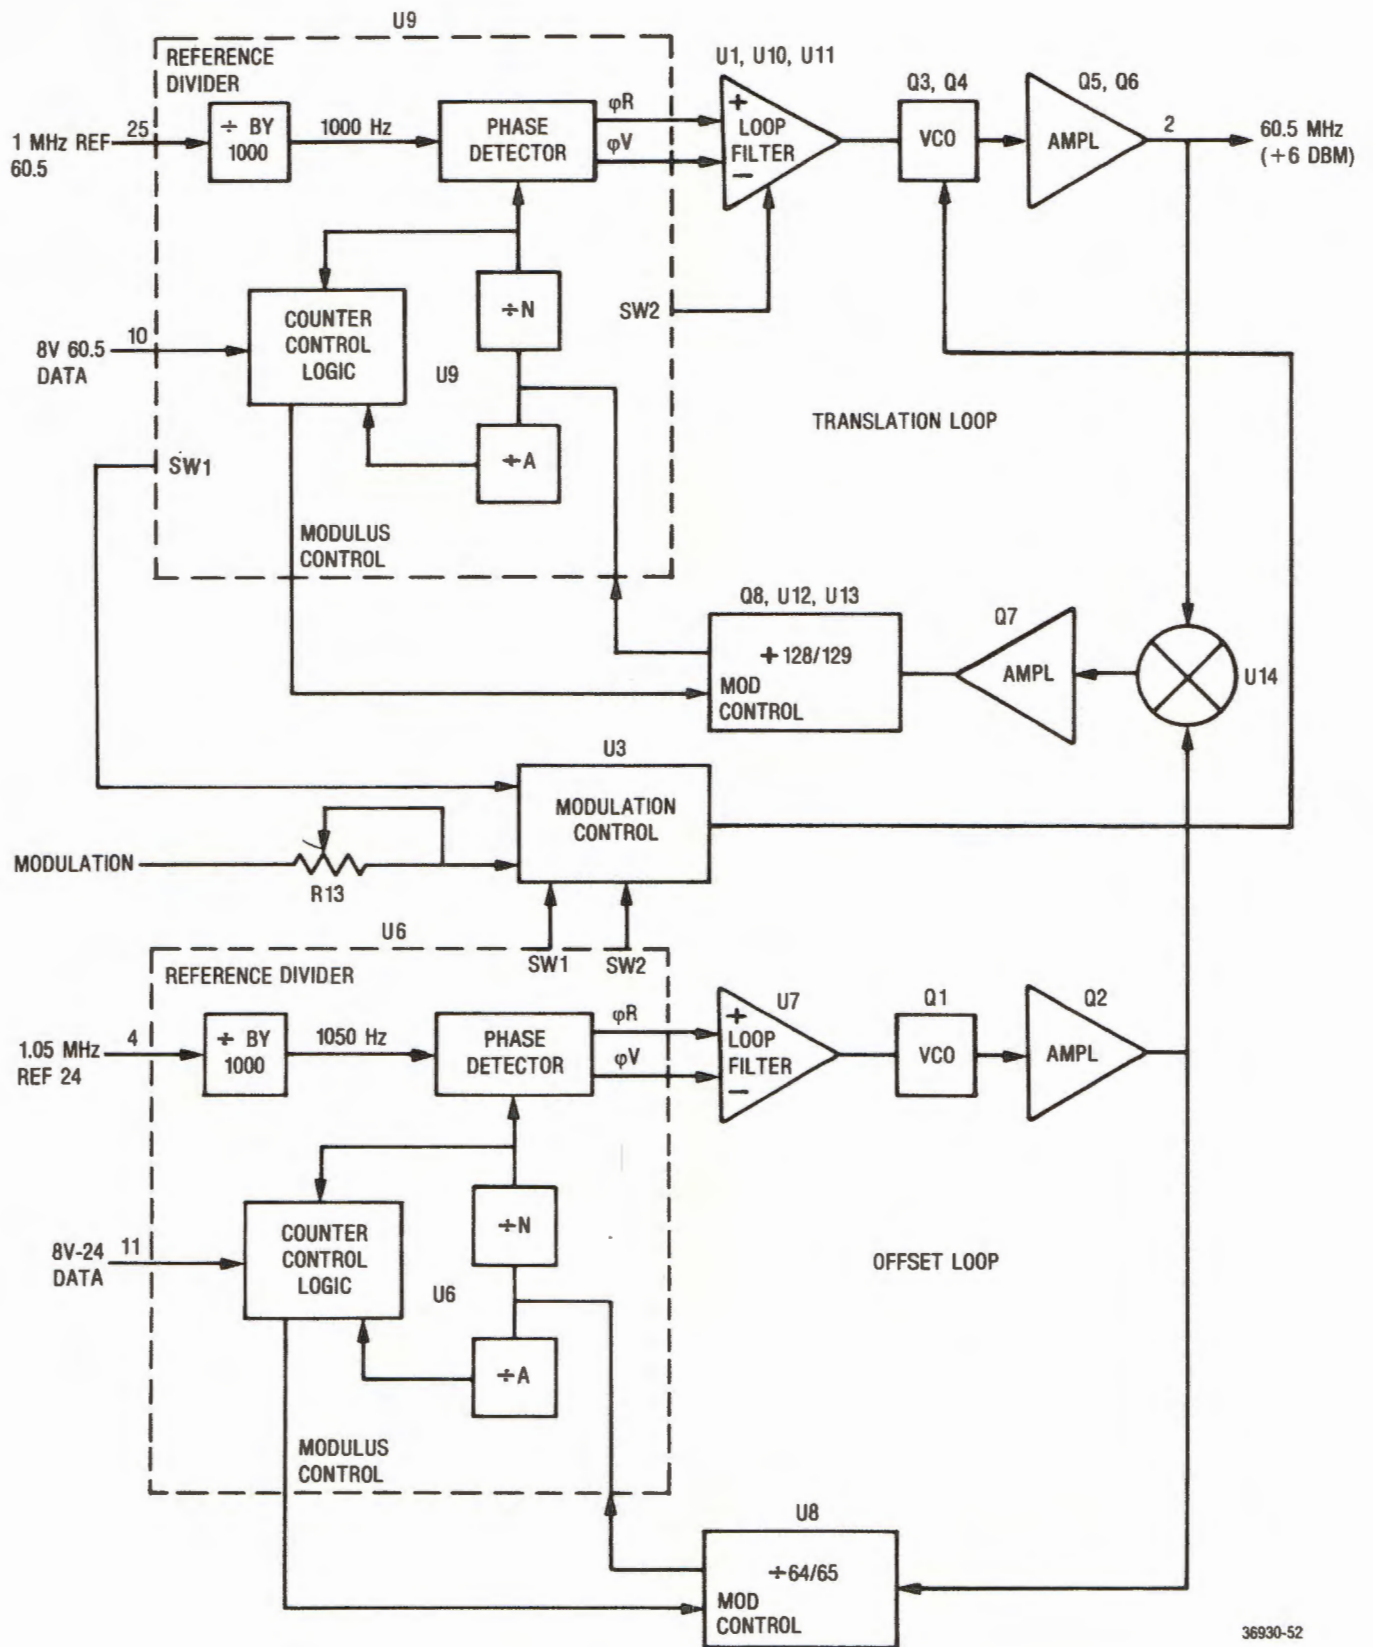 U9
REFERENCE
DIVIDER
U1, U10, U11
Q3, Q4
Q5, Q6
1 MHz REF
60.5
25
÷ BY
1000
1000 Hz
PHASE
DETECTOR
φR
φV
+
LOOP
FILTER
−
VCO
AMPL
2
60.5 MHz
(+6 DBM)
8V 60.5
DATA
10
COUNTER
CONTROL
LOGIC
÷N
U9
÷A
SW2
SW1
TRANSLATION LOOP
MODULUS
CONTROL
Q8, U12, U13
+128/129
MOD
CONTROL
Q7
AMPL
U14
U3
MODULATION
CONTROL
MODULATION
R13
SW1
SW2
U6
REFERENCE DIVIDER
1.05 MHz
REF 24
4
÷ BY
1000
1050 Hz
PHASE
DETECTOR
φR
φV
U7
+
LOOP
FILTER
−
Q1
VCO
Q2
AMPL
8V-24
DATA
11
COUNTER
CONTROL
LOGIC
÷N
U6
÷A
OFFSET LOOP
MODULUS
CONTROL
U8
÷64/65
MOD
CONTROL
36930-52